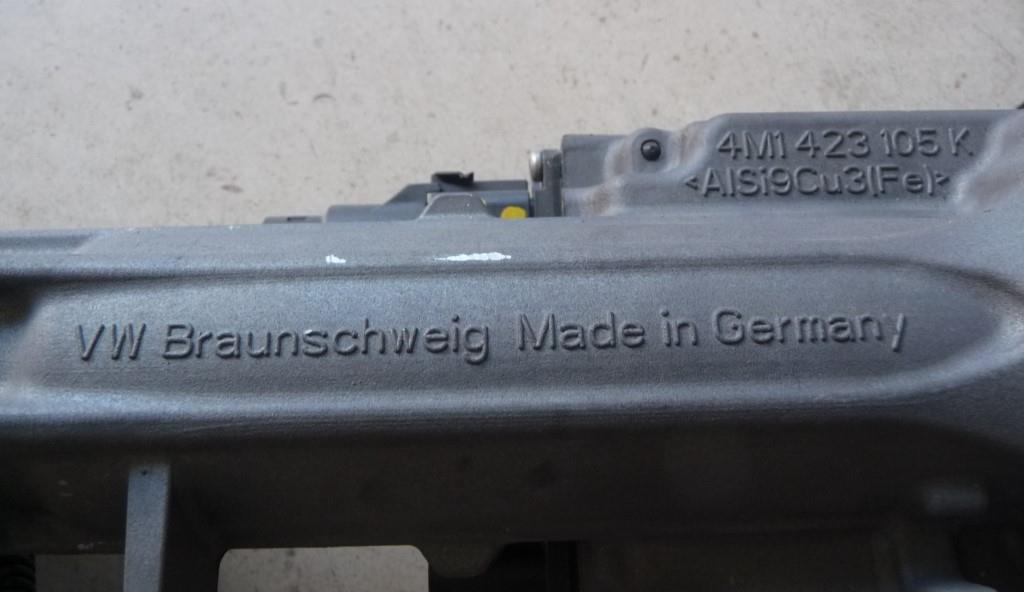 4M1 423 105 K
<AlSi9Cu3(Fe)>
VW Braunschweig Made in Germany